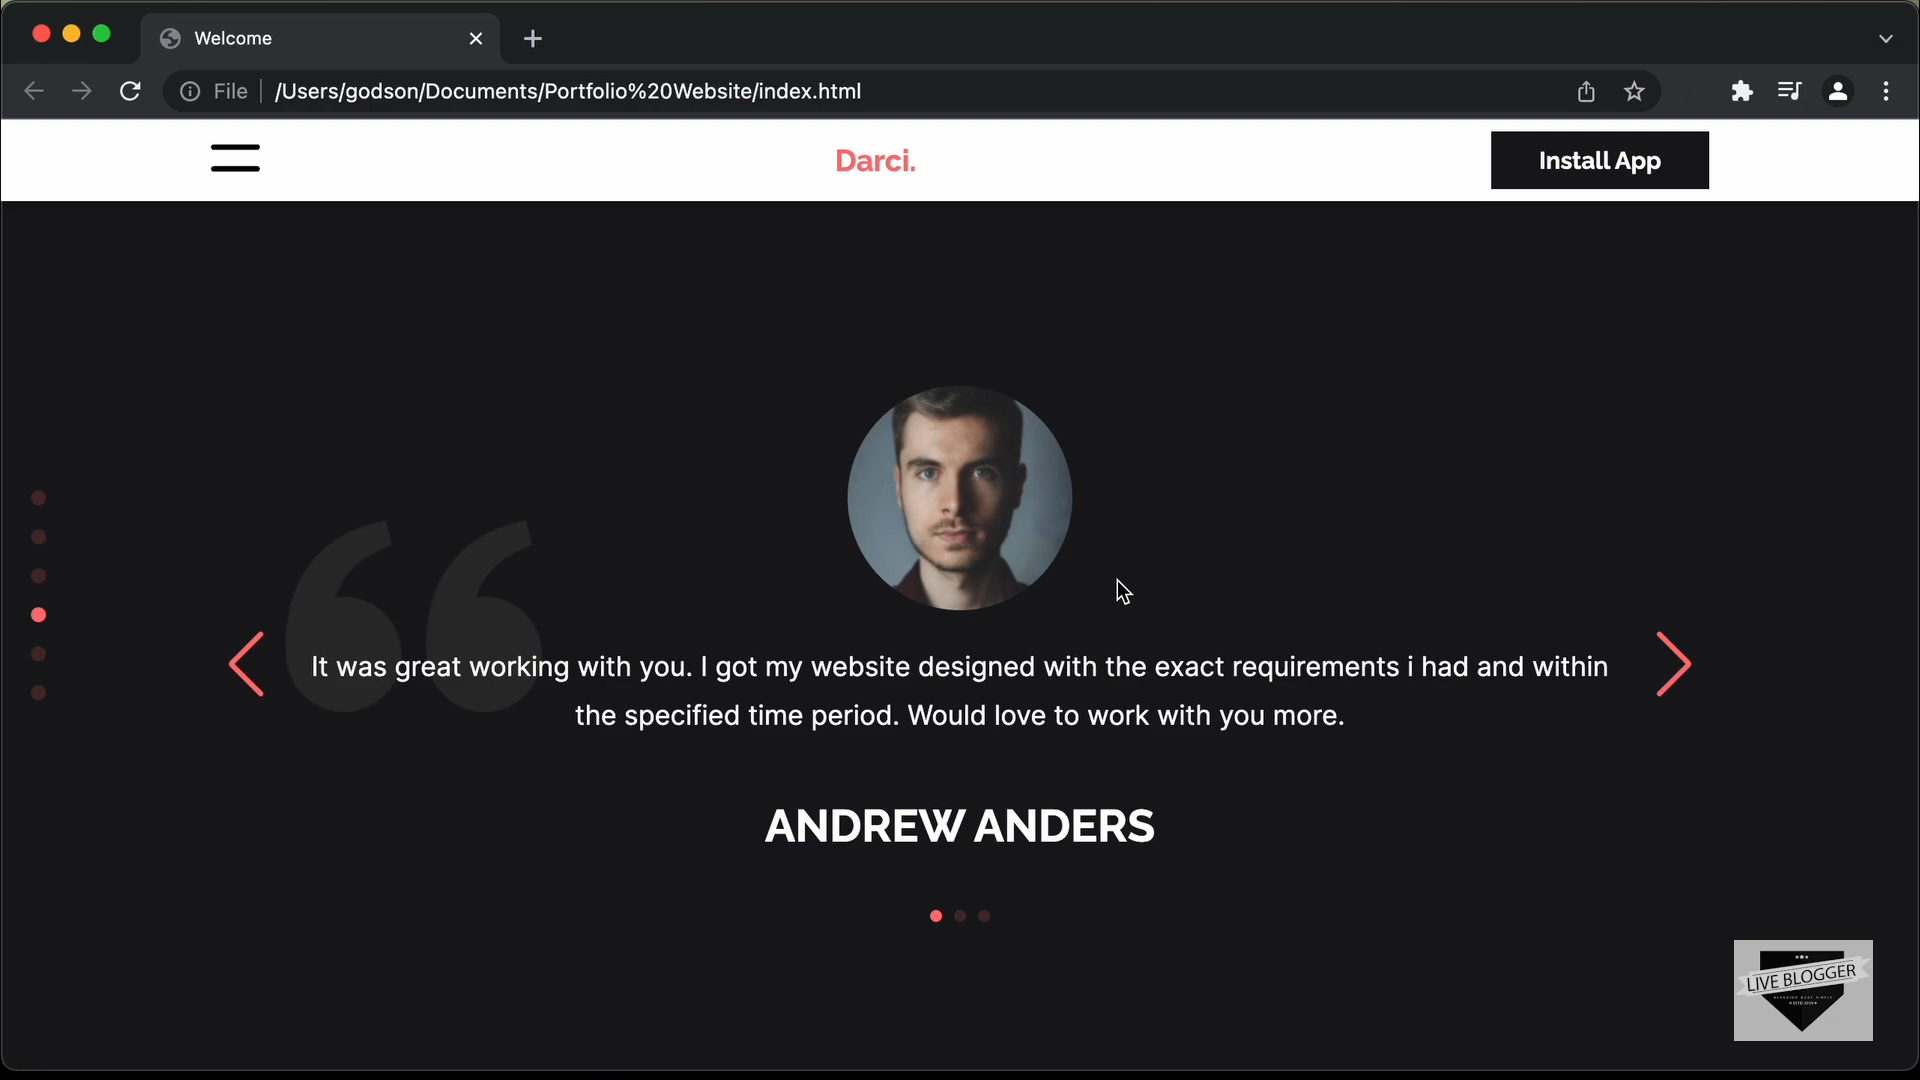 Welcome
File
/Users/godson/Documents/Portfolio%20Website/index.html
Darci.
Install App
It was great working with you. I got my website designed with the exact requirements i had and within
the specified time period. Would love to work with you more.
ANDREW ANDERS
LIVE BLOGGER